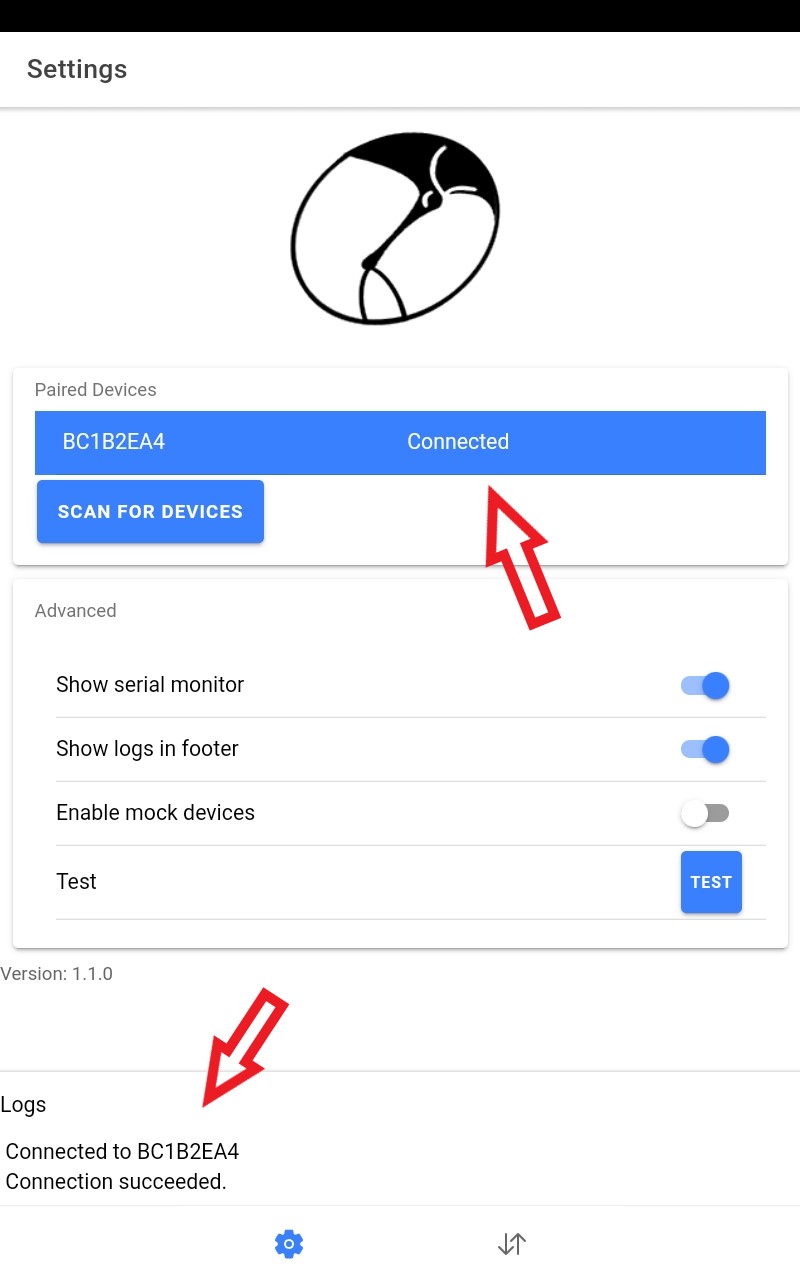 Settings
Paired Devices
BC1B2EA4 Connected
SCAN FOR DEVICES
Advanced
Show serial monitor
Show logs in footer
Enable mock devices
Test TEST
Version: 1.1.0
Logs
Connected to BC1B2EA4
Connection succeeded.